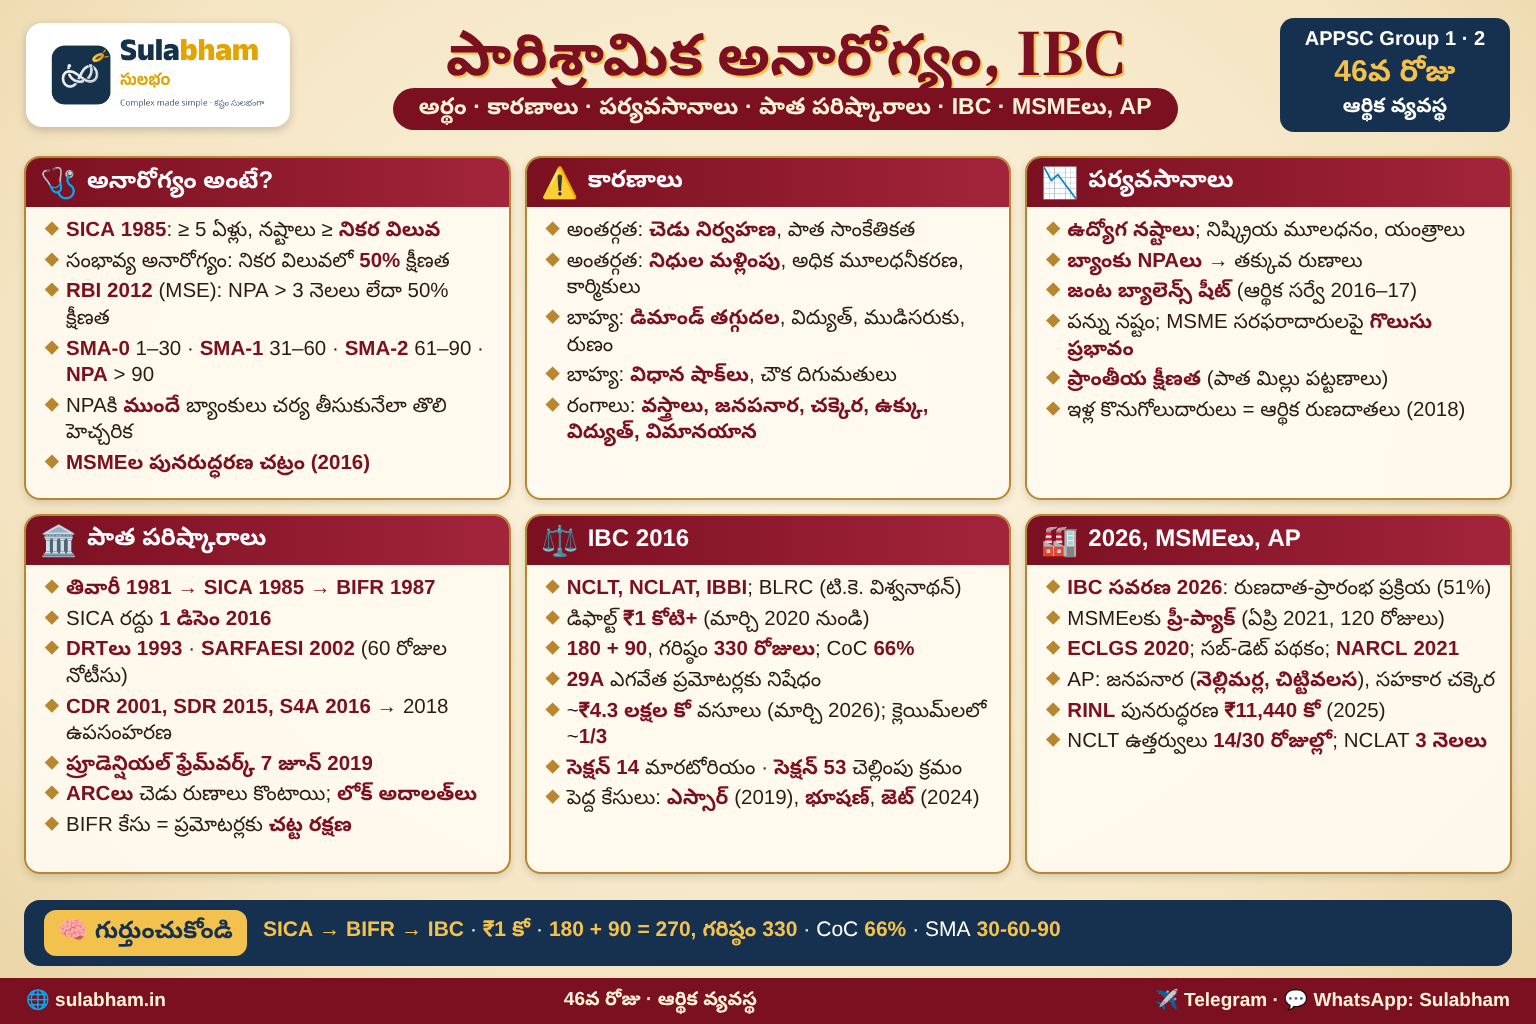 Sulabham
సులభం
Complex made simple · కష్టం సులభంగా
పారిశ్రామిక అనారోగ్యం, IBC
అర్థం · కారణాలు · పర్యవసానాలు · పాత పరిష్కారాలు · IBC · MSMEలు, AP
APPSC Group 1 · 2
46వ రోజు
ఆర్థిక వ్యవస్థ
అనారోగ్యం అంటే?
SICA 1985: ≥ 5 ఏళ్లు, నష్టాలు ≥ నికర విలువ
సంభావ్య అనారోగ్యం: నికర విలువలో 50% క్షీణత
RBI 2012 (MSE): NPA > 3 నెలలు లేదా 50%
క్షీణత
SMA-0 1–30 · SMA-1 31–60 · SMA-2 61–90 ·
NPA > 90
NPAకి ముందే బ్యాంకులు చర్య తీసుకునేలా తొలి
హెచ్చరిక
MSMEల పునరుద్ధరణ చట్రం (2016)
కారణాలు
అంతర్గత: చెడు నిర్వహణ, పాత సాంకేతికత
అంతర్గత: నిధుల మళ్లింపు, అధిక మూలధనీకరణ,
కార్మికులు
బాహ్య: డిమాండ్ తగ్గుదల, విద్యుత్, ముడిసరుకు,
రుణం
బాహ్య: విధాన షాక్‌లు, చౌక దిగుమతులు
రంగాలు: వస్త్రాలు, జనపనార, చక్కెర, ఉక్కు,
విద్యుత్, విమానయాన
పర్యవసానాలు
ఉద్యోగ నష్టాలు; నిష్క్రియ మూలధనం, యంత్రాలు
బ్యాంకు NPAలు → తక్కువ రుణాలు
జంట బ్యాలెన్స్ షీట్ (ఆర్థిక సర్వే 2016–17)
పన్ను నష్టం; MSME సరఫరాదారులపై గొలుసు
ప్రభావం
ప్రాంతీయ క్షీణత (పాత మిల్లు పట్టణాలు)
ఇళ్ల కొనుగోలుదారులు = ఆర్థిక రుణదాతలు (2018)
పాత పరిష్కారాలు
తివారీ 1981 → SICA 1985 → BIFR 1987
SICA రద్దు 1 డిసెం 2016
DRTలు 1993 · SARFAESI 2002 (60 రోజుల
నోటీసు)
CDR 2001, SDR 2015, S4A 2016 → 2018
ఉపసంహరణ
ప్రూడెన్షియల్ ఫ్రేమ్‌వర్క్ 7 జూన్ 2019
ARCలు చెడు రుణాలు కొంటాయి; లోక్ అదాలత్‌లు
BIFR కేసు = ప్రమోటర్లకు చట్ట రక్షణ
IBC 2016
NCLT, NCLAT, IBBI; BLRC (టి.కె. విశ్వనాథన్)
డిఫాల్ట్ ₹1 కోటి+ (మార్చి 2020 నుండి)
180 + 90, గరిష్ఠం 330 రోజులు; CoC 66%
29A ఎగవేత ప్రమోటర్లకు నిషేధం
~₹4.3 లక్షల కో వసూలు (మార్చి 2026); క్లెయిమ్‌లలో
~1/3
సెక్షన్ 14 మారటోరియం · సెక్షన్ 53 చెల్లింపు క్రమం
పెద్ద కేసులు: ఎస్సార్ (2019), భూషణ్, జెట్ (2024)
2026, MSMEలు, AP
IBC సవరణ 2026: రుణదాత-ప్రారంభ ప్రక్రియ (51%)
MSMEలకు ప్రీ-ప్యాక్ (ఏప్రి 2021, 120 రోజులు)
ECLGS 2020; సబ్-డెట్ పథకం; NARCL 2021
AP: జనపనార (నెల్లిమర్ల, చిట్టివలస), సహకార చక్కెర
RINL పునరుద్ధరణ ₹11,440 కో (2025)
NCLT ఉత్తర్వులు 14/30 రోజుల్లో; NCLAT 3 నెలలు
గుర్తుంచుకోండి
SICA → BIFR → IBC · ₹1 కో · 180 + 90 = 270, గరిష్ఠం 330 · CoC 66% · SMA 30-60-90
sulabham.in
46వ రోజు · ఆర్థిక వ్యవస్థ
Telegram · WhatsApp: Sulabham